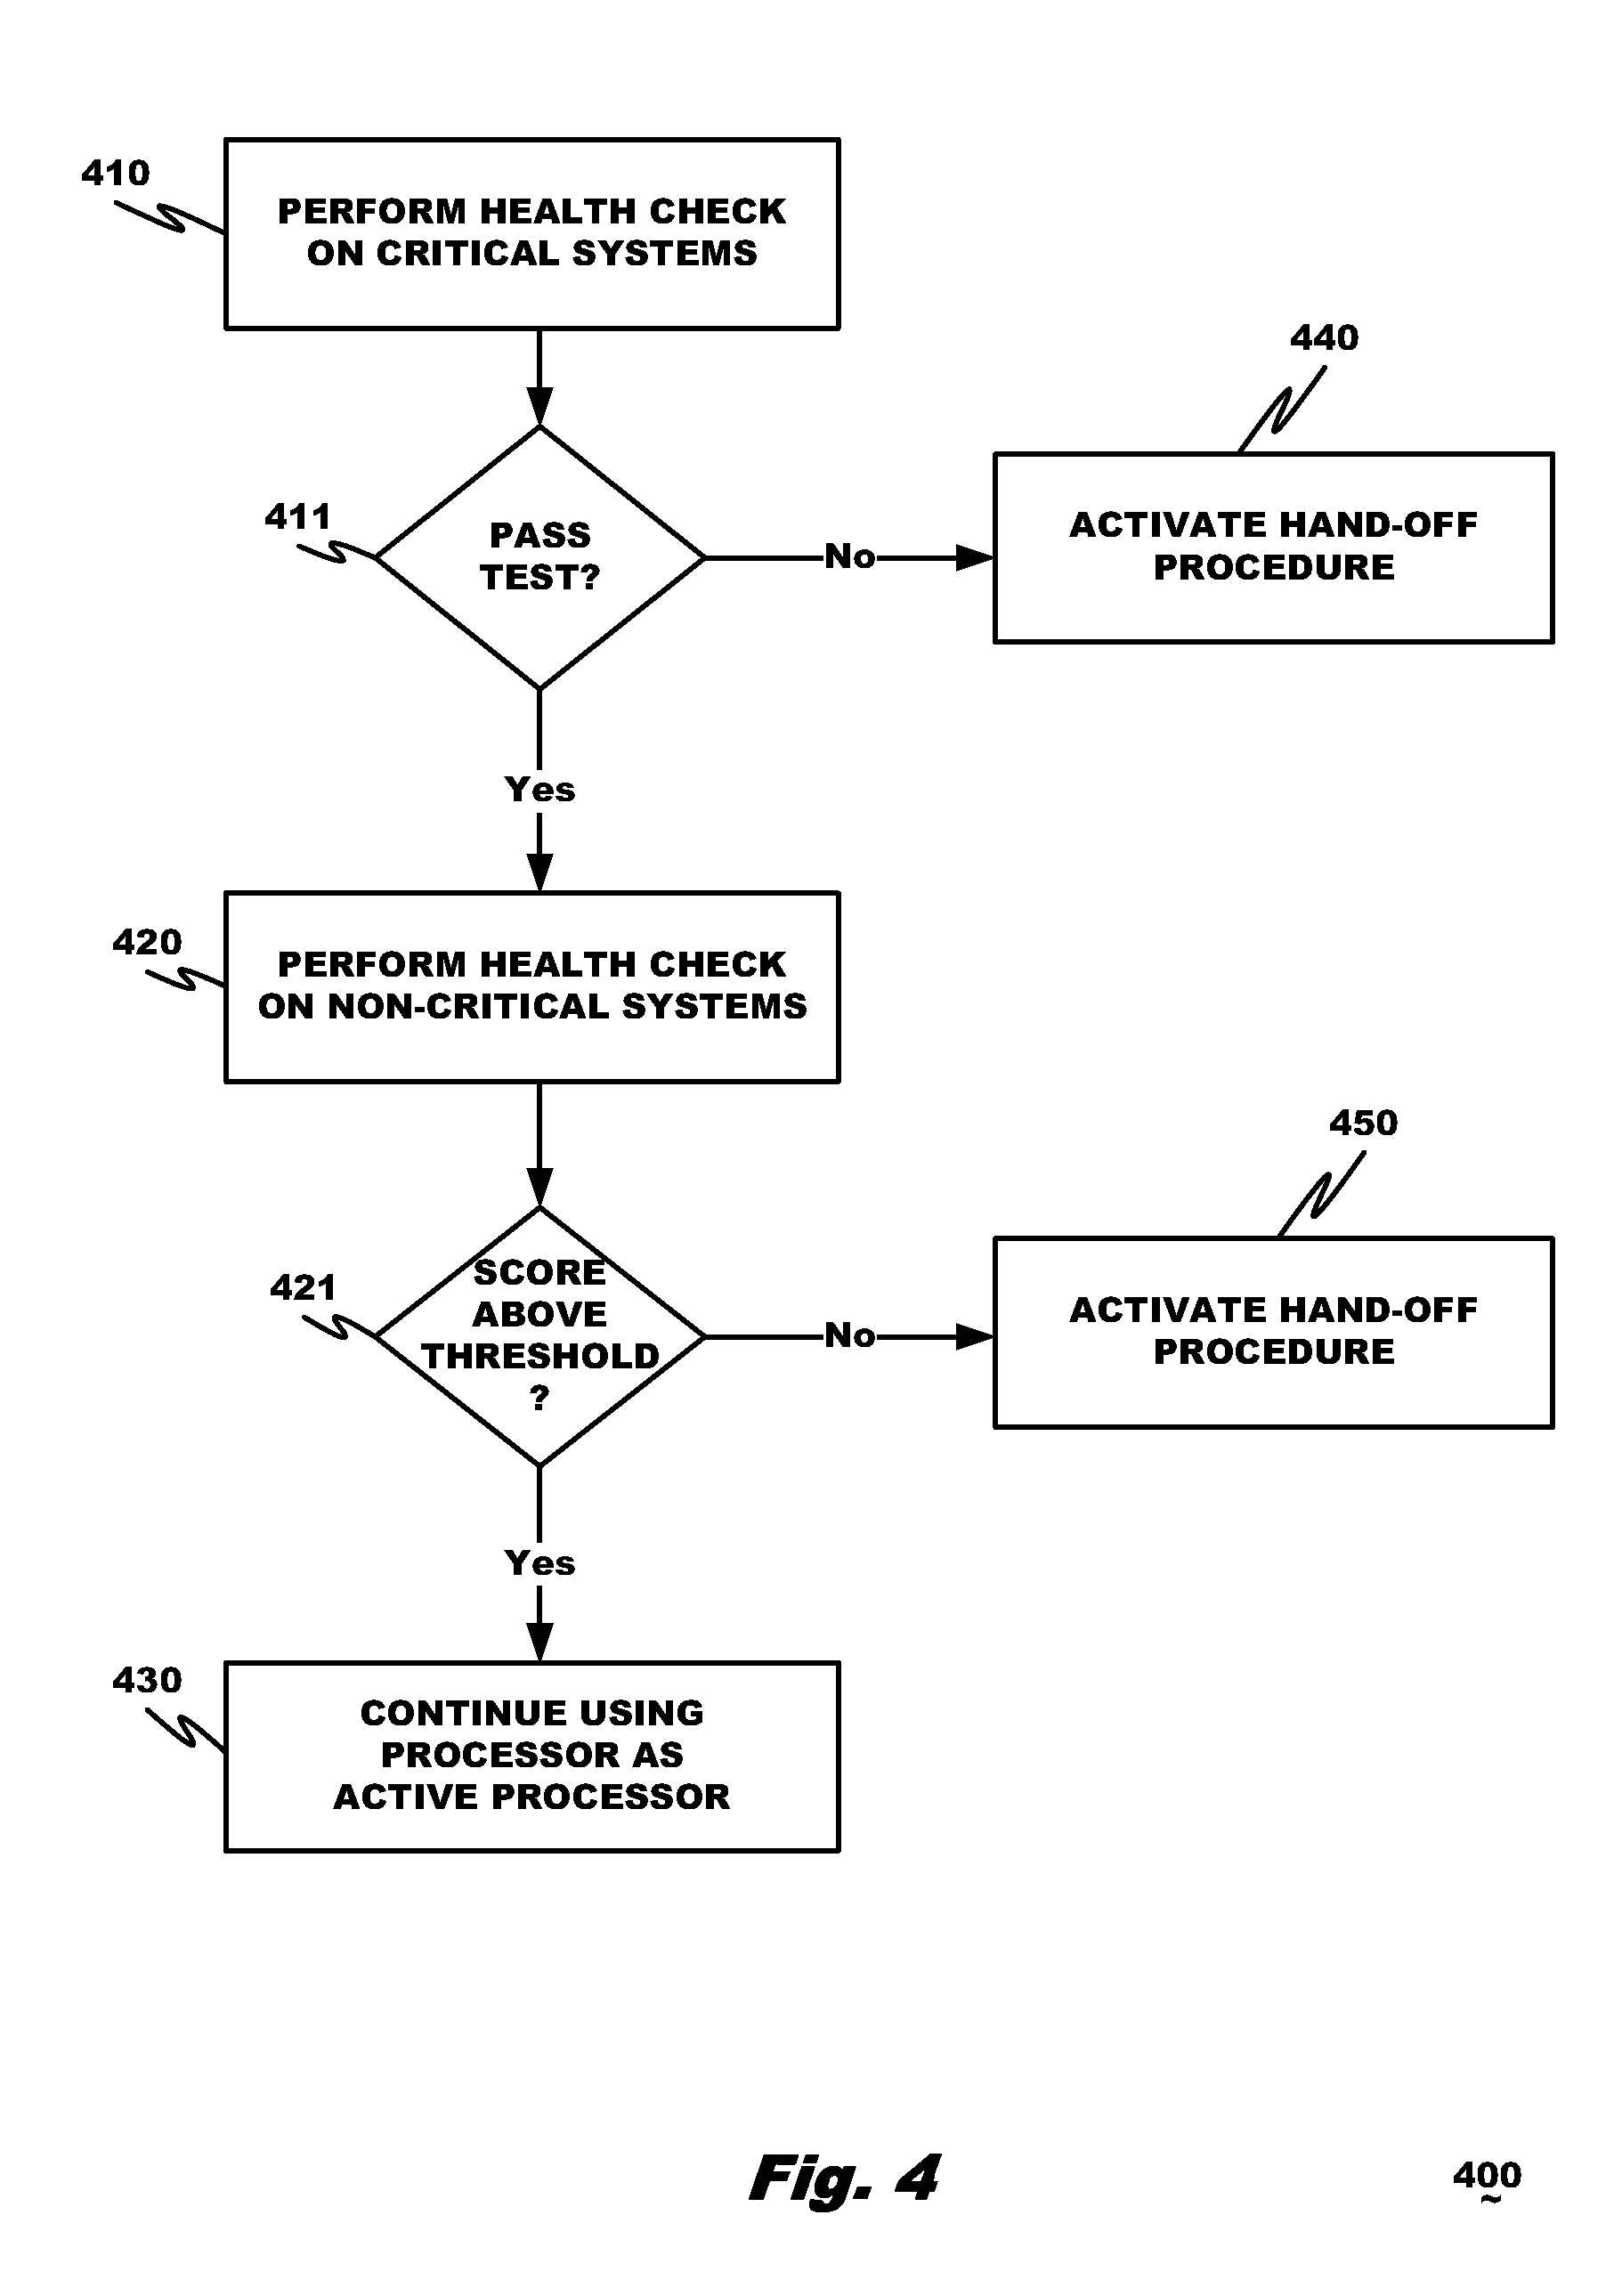 410
PERFORM HEALTH CHECK
ON CRITICAL SYSTEMS
440
411
PASS
TEST?
No
ACTIVATE HAND-OFF
PROCEDURE
Yes
420
PERFORM HEALTH CHECK
ON NON-CRITICAL SYSTEMS
450
421
SCORE
ABOVE
THRESHOLD
?
No
ACTIVATE HAND-OFF
PROCEDURE
Yes
430
CONTINUE USING
PROCESSOR AS
ACTIVE PROCESSOR
Fig. 4
400